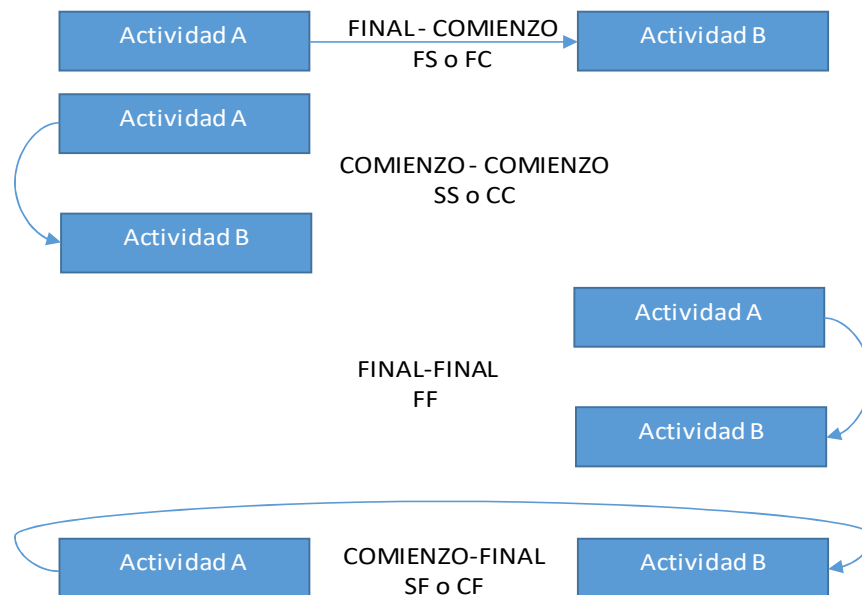 Actividad A
FINAL - COMIENZO
FS o FC
Actividad B
Actividad A
COMIENZO - COMIENZO
SS o CC
Actividad B
Actividad A
FINAL-FINAL
FF
Actividad B
Actividad A
COMIENZO-FINAL
SF o CF
Actividad B